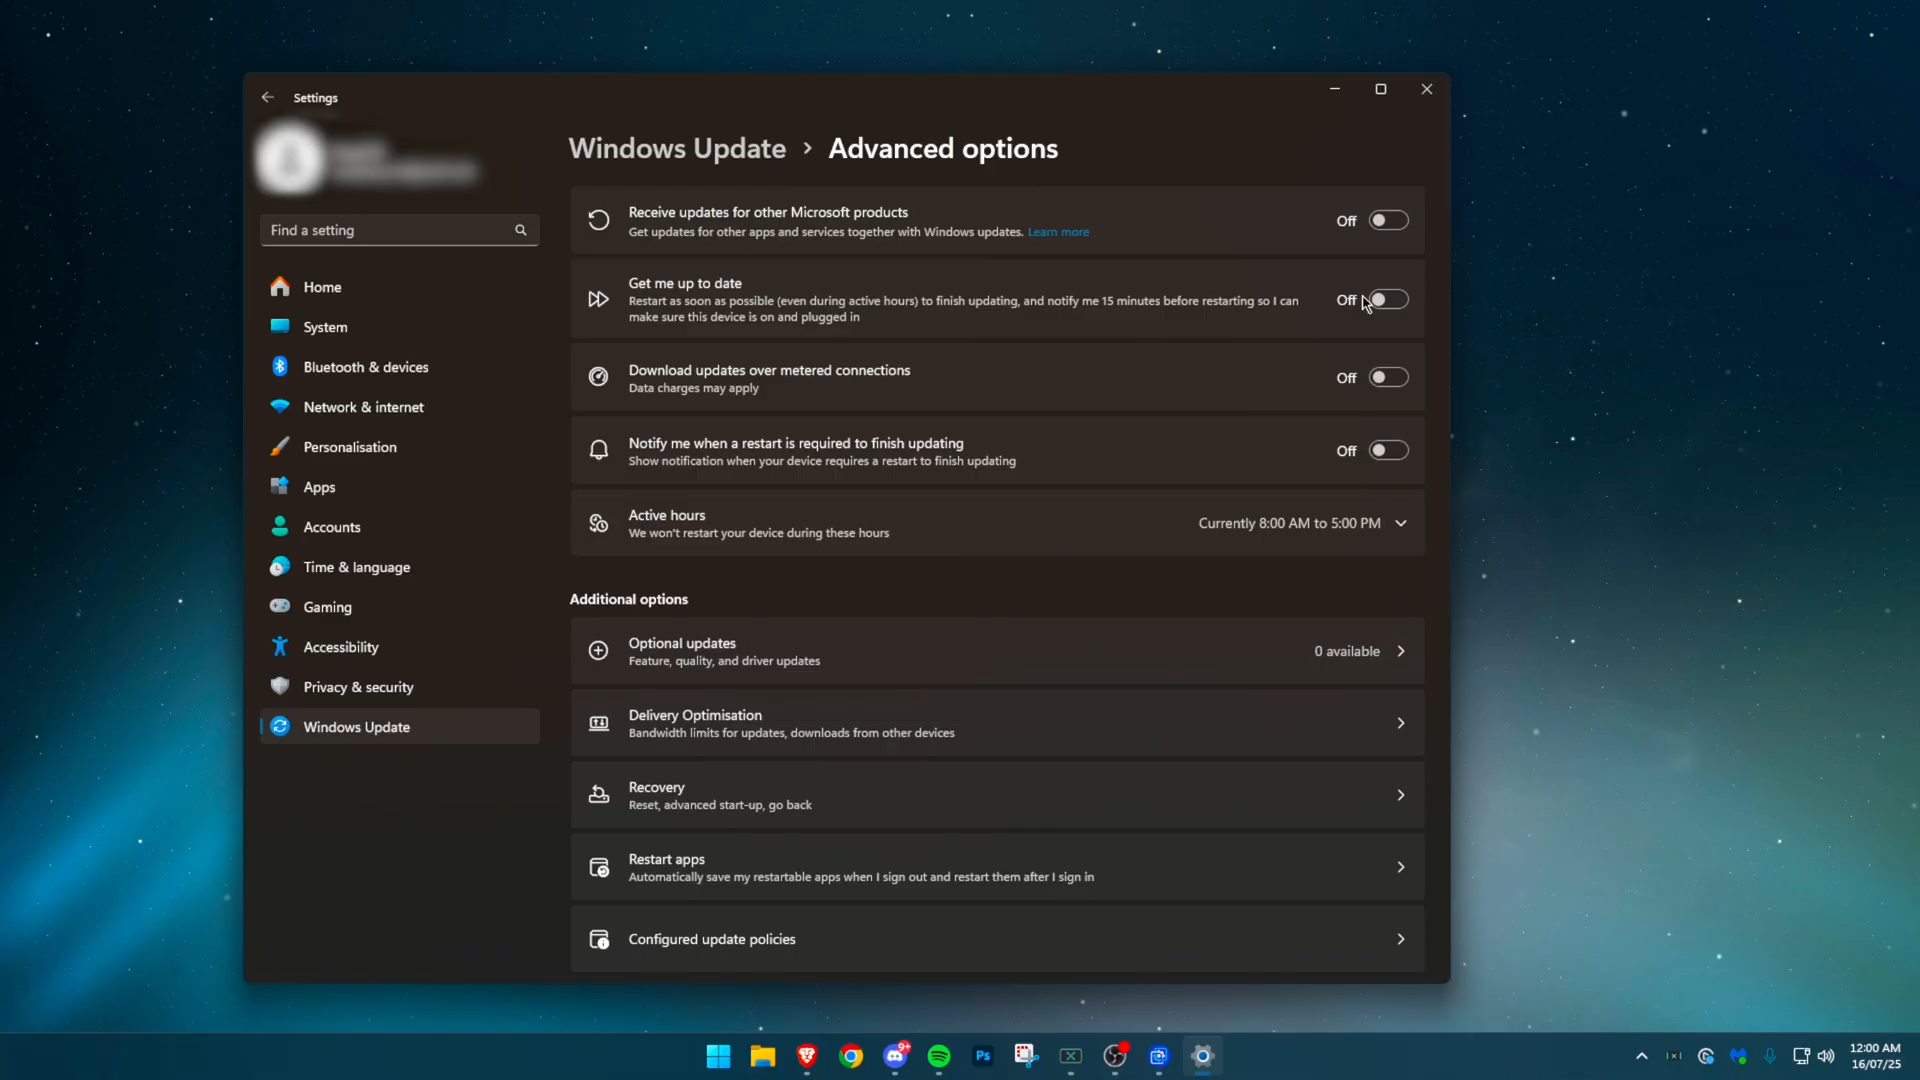 Settings
Windows Update > Advanced options
Find a setting
Home
System
Bluetooth & devices
Network & internet
Personalisation
Apps
Accounts
Time & language
Gaming
Accessibility
Privacy & security
Windows Update
Receive updates for other Microsoft products
Off
Get updates for other apps and services together with Windows updates. Learn more
Get me up to date
Restart as soon as possible (even during active hours) to finish updating, and notify me 15 minutes before restarting so I can
Off
make sure this device is on and plugged in
Download updates over metered connections
Off
Data charges may apply
Notify me when a restart is required to finish updating
Off
Show notification when your device requires a restart to finish updating
Active hours
Currently 8:00 AM to 5:00 PM
We won't restart your device during these hours
Additional options
Optional updates
0 available
Feature, quality, and driver updates
Delivery Optimisation
Bandwidth limits for updates, downloads from other devices
Recovery
Reset, advanced start-up, go back
Restart apps
Automatically save my restartable apps when I sign out and restart them after I sign in
Configured update policies
9+
Ps
12:00 AM
16/07/25